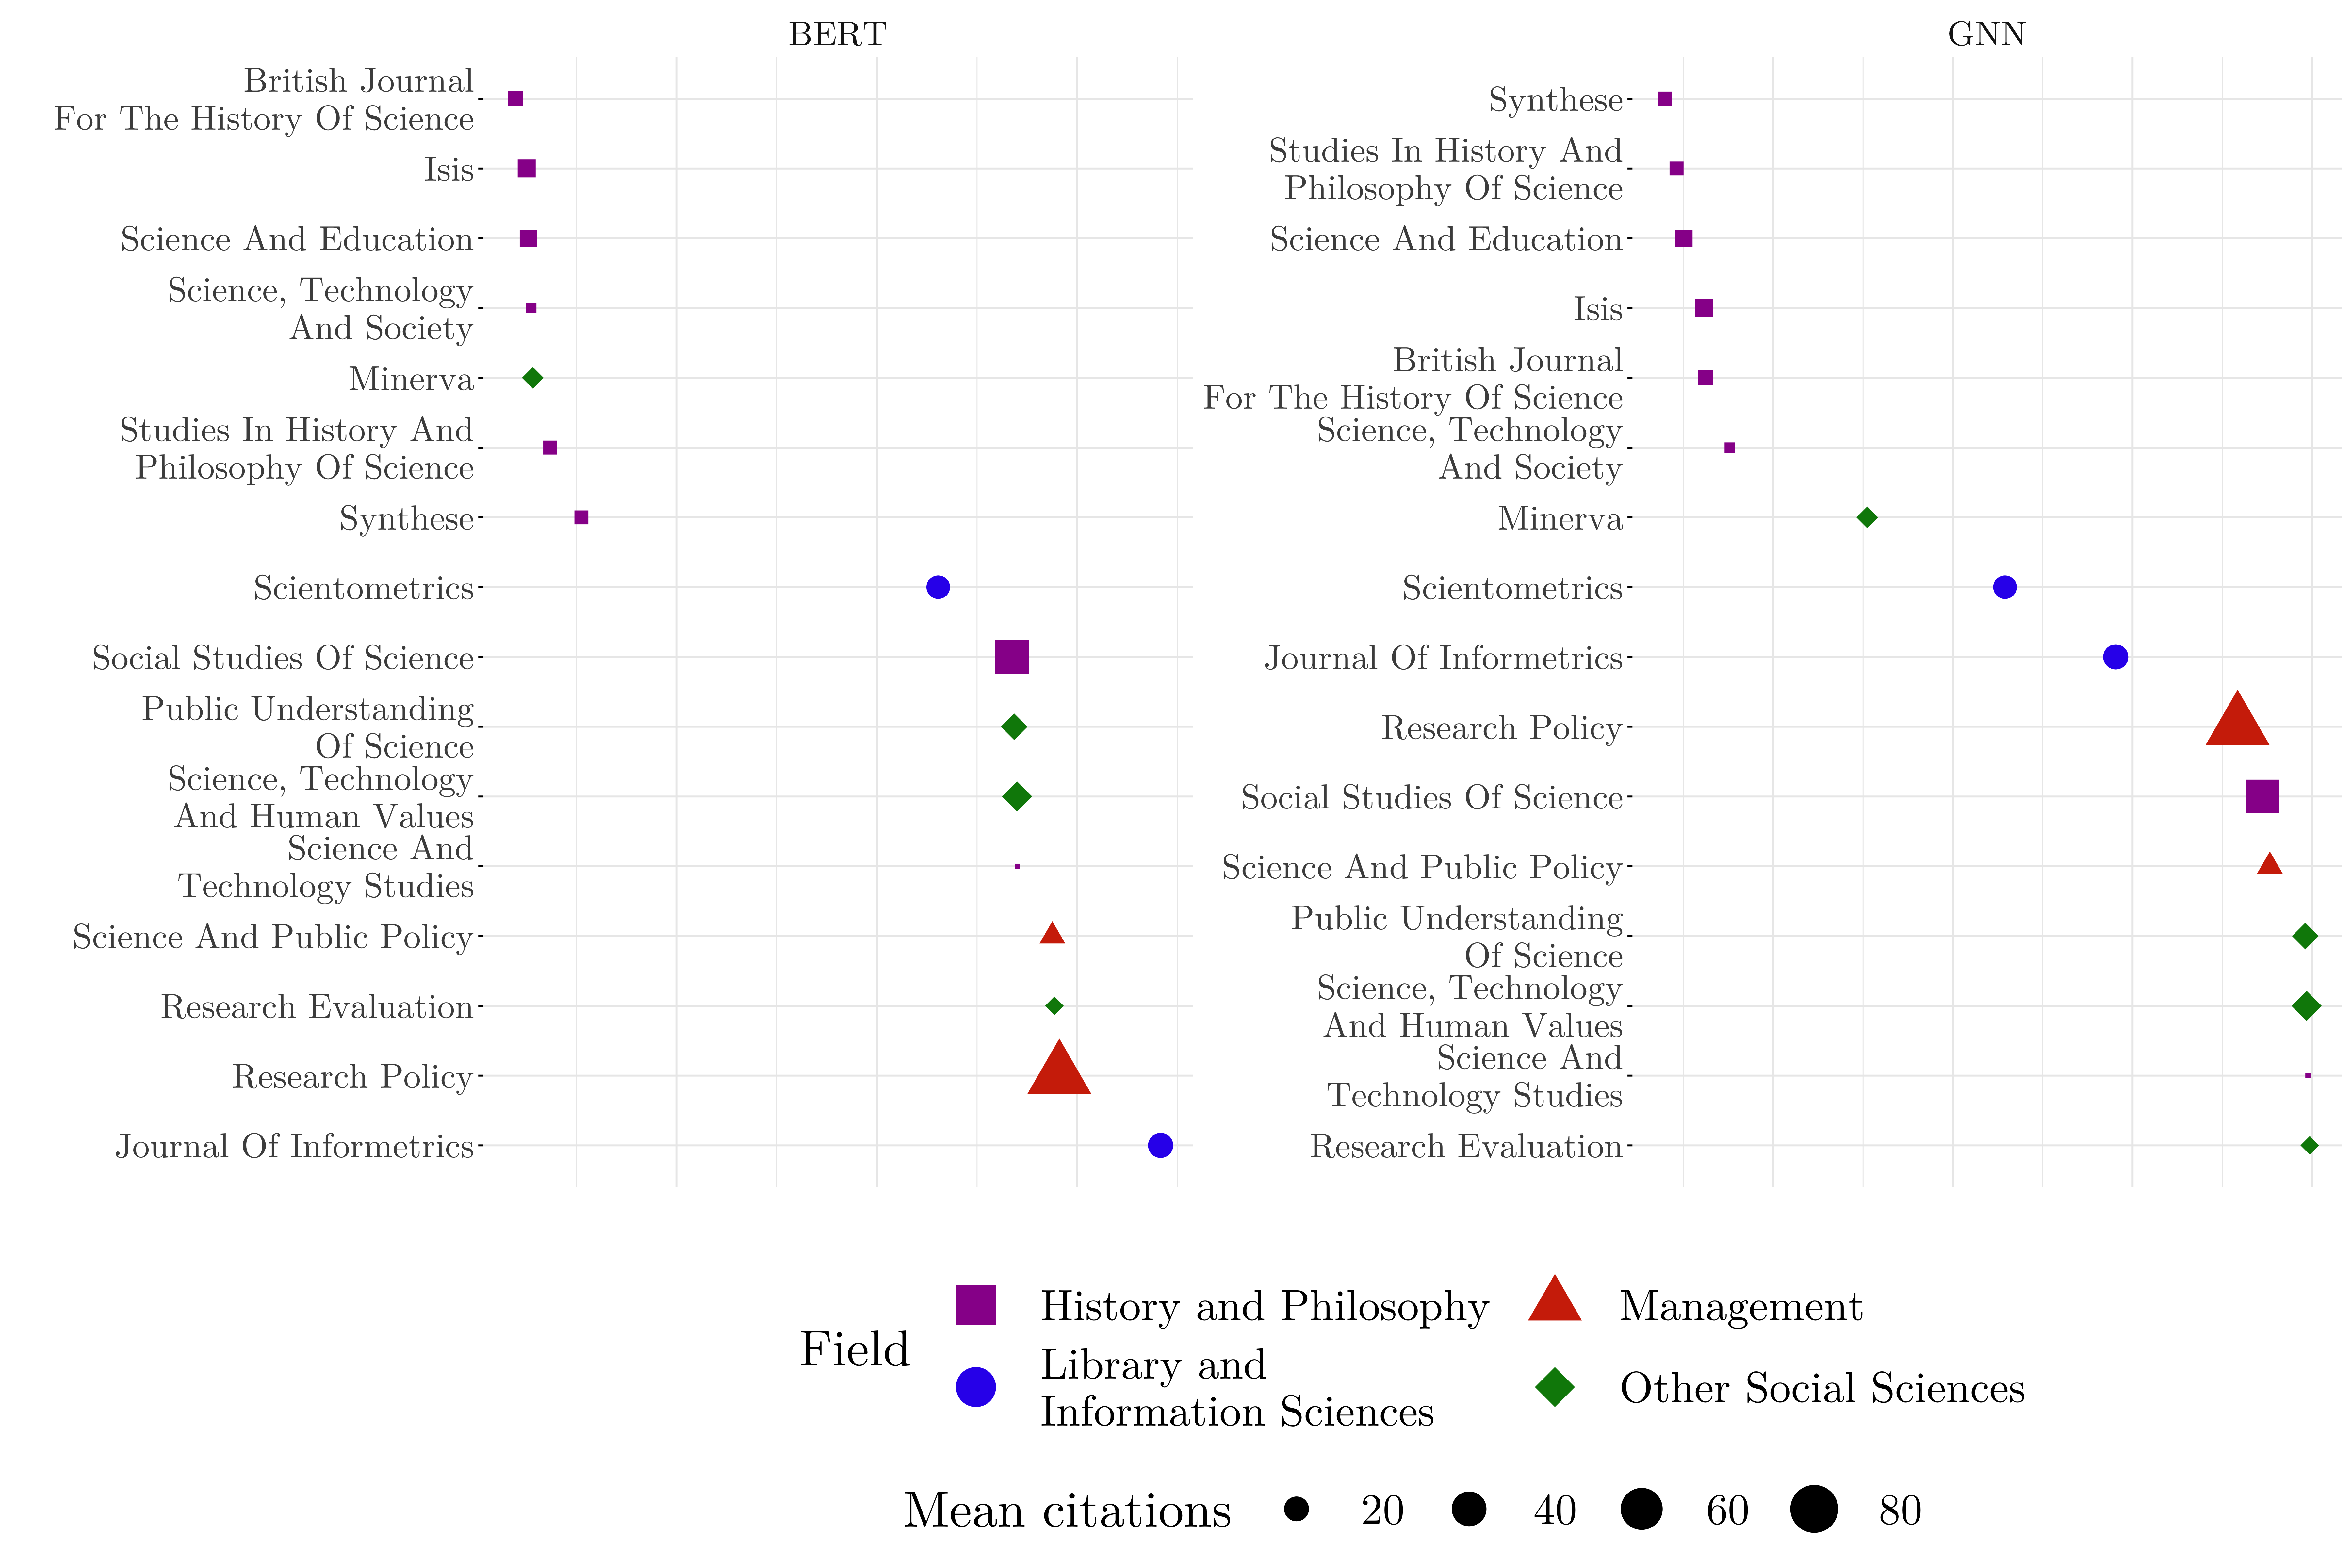 BERT
British Journal
For The History Of Science
Isis
Science And Education
Science, Technology
And Society
Minerva
Studies In History And
Philosophy Of Science
Synthese
Scientometrics
Social Studies Of Science
Public Understanding
Of Science
Science, Technology
And Human Values
Science And
Technology Studies
Science And Public Policy
Research Evaluation
Research Policy
Journal Of Informetrics
GNN
Synthese
Studies In History And
Philosophy Of Science
Science And Education
Isis
British Journal
For The History Of Science
Science, Technology
And Society
Minerva
Scientometrics
Journal Of Informetrics
Research Policy
Social Studies Of Science
Science And Public Policy
Public Understanding
Of Science
Science, Technology
And Human Values
Science And
Technology Studies
Research Evaluation
Field
History and Philosophy
Library and
Information Sciences
Management
Other Social Sciences
Mean citations 20 40 60 80